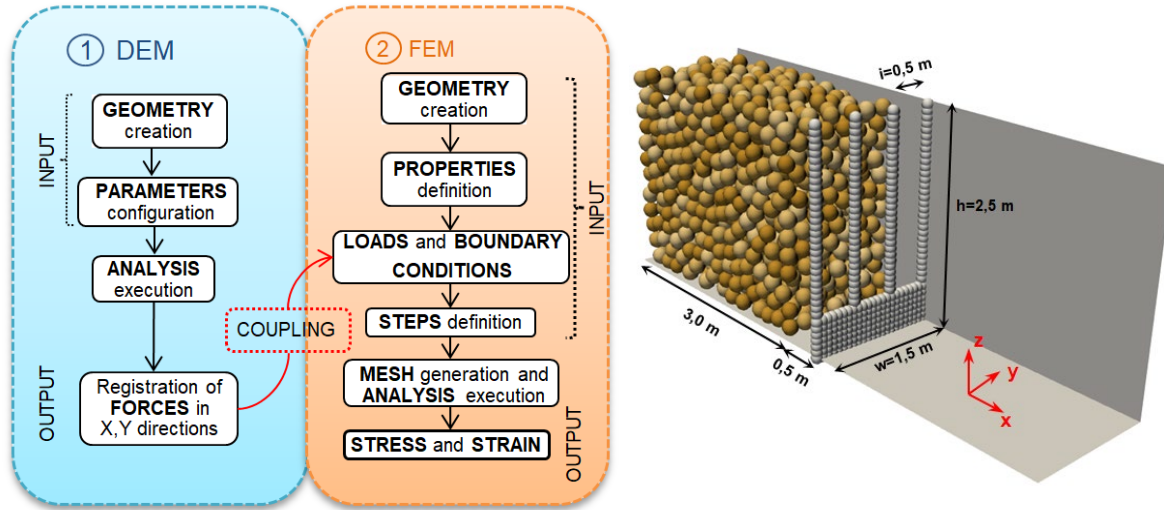 1 DEM
INPUT
GEOMETRY
creation
PARAMETERS
configuration
ANALYSIS
execution
OUTPUT
Registration of
FORCES in
X,Y directions
COUPLING
2 FEM
GEOMETRY
creation
PROPERTIES
definition
LOADS and BOUNDARY
CONDITIONS
STEPS definition
INPUT
MESH generation and
ANALYSIS execution
STRESS and STRAIN
OUTPUT
i=0,5 m
h=2,5 m
3,0 m
0,5 m
w=1,5 m
z
y
x